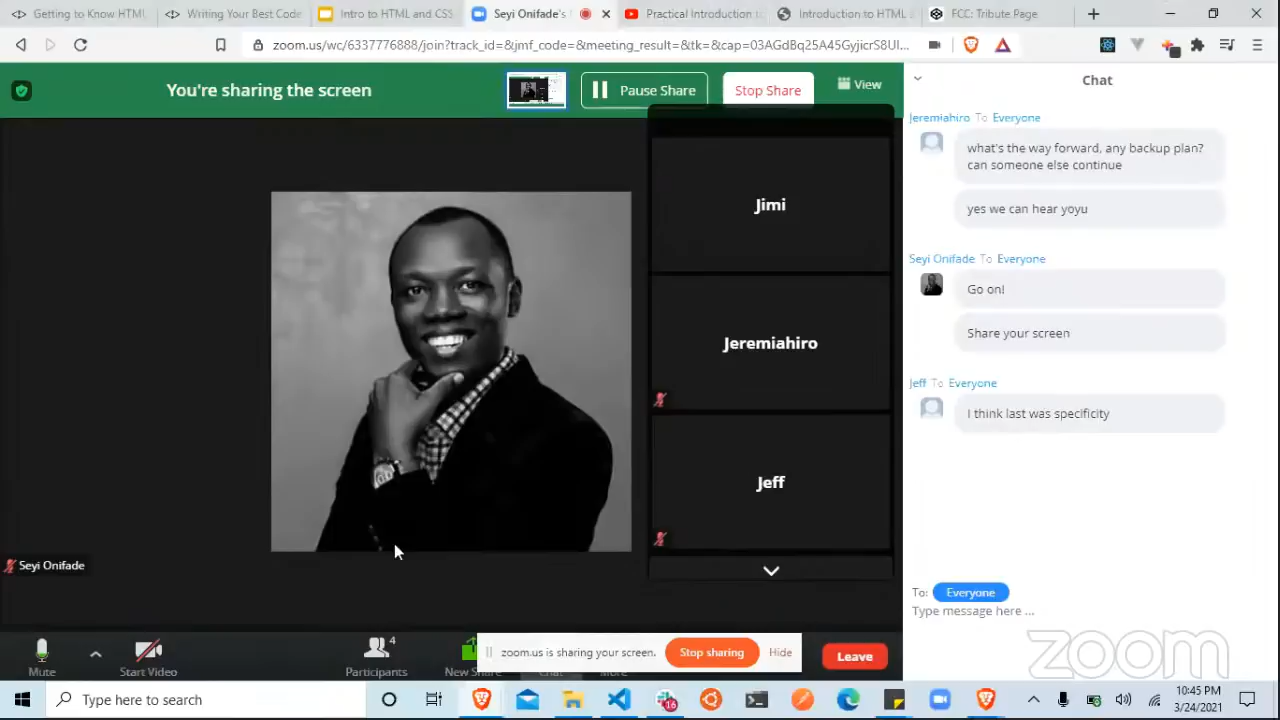 Getting to Know HTML
Writing Your Best Code
Intro to HTML and CSS
Seyi Onifade's
Practical Introduction
Introduction to HTML
FCC: Tribute Page
zoom.us/wc/6337776888/join?track_id=&jmf_code=&meeting_result=&tk=&cap=03AGdBq25A45GyjicrS8UI...
You're sharing the screen
Pause Share
Stop Share
View
Jimi
Jeremiahiro
Jeff
Seyi Onifade
Chat
Jeremiahiro To Everyone
what's the way forward, any backup plan?
can someone else continue
yes we can hear yoyu
Seyi Onifade To Everyone
Go on!
Share your screen
Jeff To Everyone
I think last was specificity
To: Everyone
Type message here ...
zoom
Mute
Start Video
4
Participants
New Share
Chat
More
zoom.us is sharing your screen.
Stop sharing
Hide
Leave
Type here to search
16
10:45 PM
3/24/2021